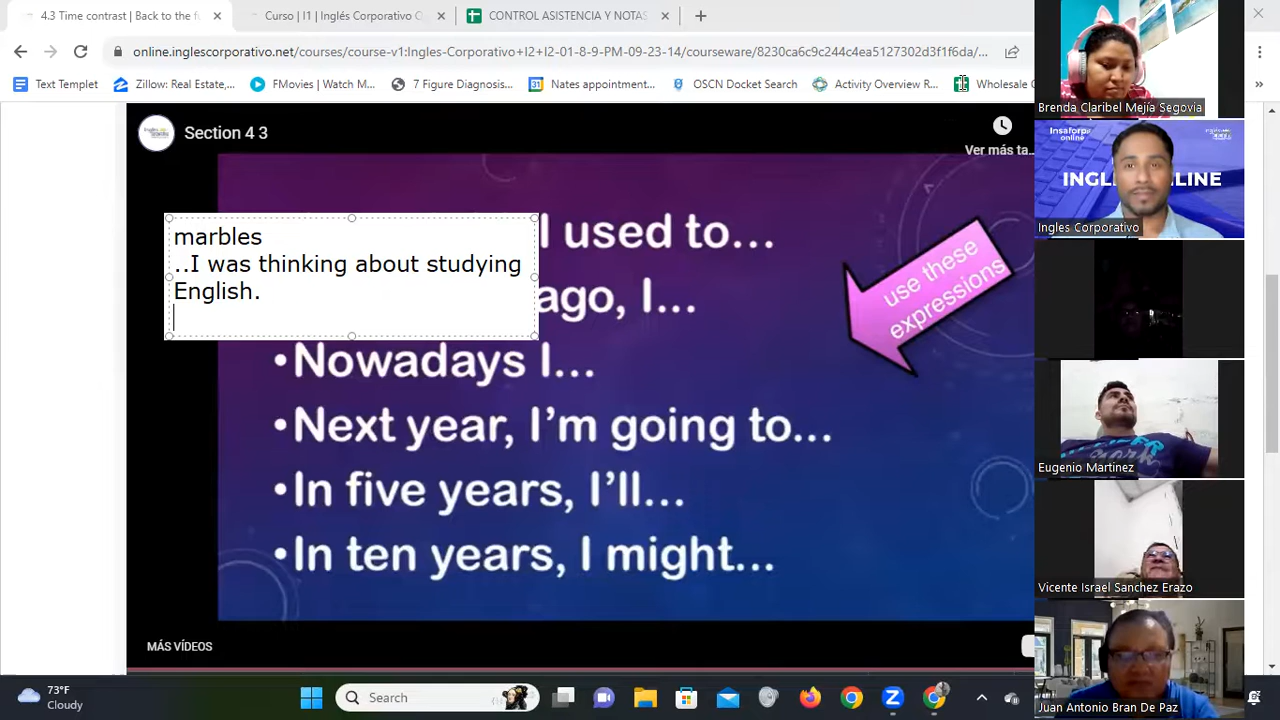 4.3 Time contrast | Back to the fu
Curso | I1 | Inglés Corporativo O
CONTROL ASISTENCIA Y NOTAS
online.inglescorporativo.net/courses/course-v1:Ingles-Corporativo+I2+I2-01-8-9-PM-09-23-14/courseware/8230ca6c9c244c4ea5127302d3f1f6da/...
Text Templet
Zillow: Real Estate,...
FMovies | Watch M...
7 Figure Diagnosis...
Nates appointment...
OSCN Docket Search
Activity Overview R...
Wholesale C
Section 4 3
Ver más ta...
marbles
..I was thinking about studying
English.
I used to...
ago, I...
•Nowadays I...
•Next year, I'm going to...
•In five years, I'll...
•In ten years, I might...
use these
expressions
MÁS VÍDEOS
Brenda Claribel Mejía Segovia
Insaforp
online
Ingles Corporativo
Eugenio Martinez
Vicente Israel Sanchez Erazo
Juan Antonio Bran De Paz
73°F
Cloudy
Search